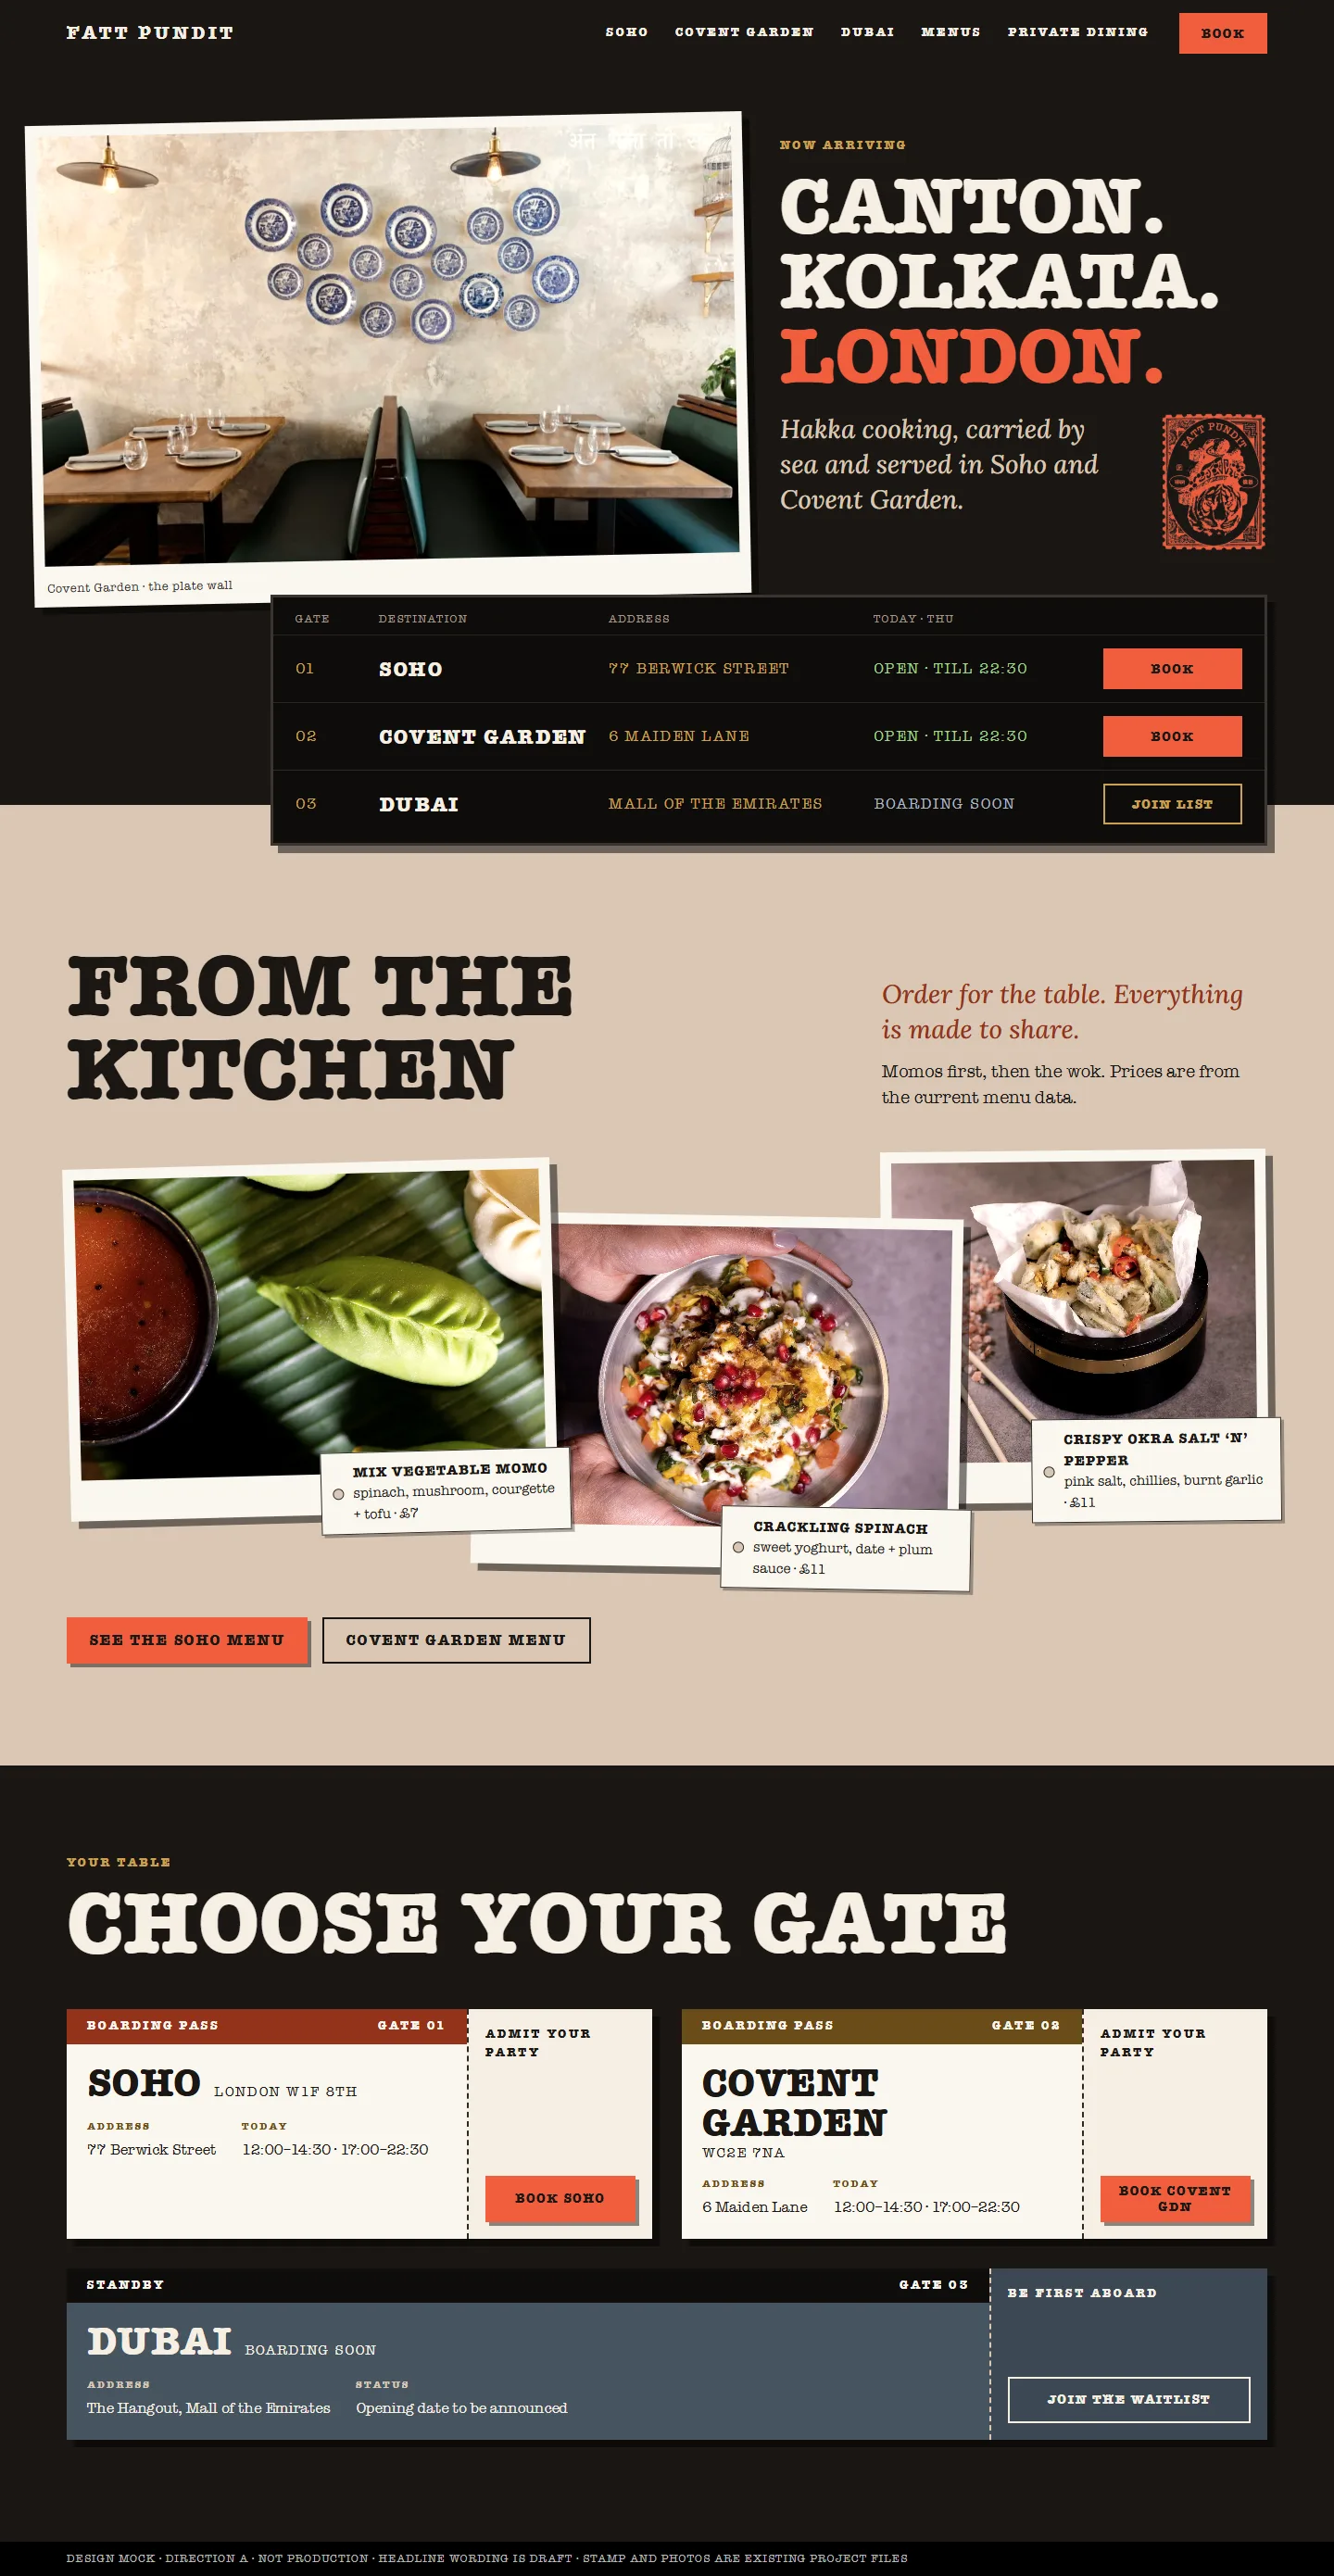 FATT PUNDIT
SOHO COVENT GARDEN DUBAI MENUS PRIVATE DINING BOOK
NOW ARRIVING
CANTON.
KOLKATA.
LONDON.
Hakka cooking, carried by
sea and served in Soho and
Covent Garden.
FATT PUNDIT
Covent Garden · the plate wall
GATE DESTINATION ADDRESS TODAY · THU
01 SOHO 77 BERWICK STREET OPEN · TILL 22:30 BOOK
02 COVENT GARDEN 6 MAIDEN LANE OPEN · TILL 22:30 BOOK
03 DUBAI MALL OF THE EMIRATES BOARDING SOON JOIN LIST
FROM THE
KITCHEN
Order for the table. Everything
is made to share.
Momos first, then the wok. Prices are from
the current menu data.
MIX VEGETABLE MOMO
spinach, mushroom, courgette
+ tofu · £7
CRACKLING SPINACH
sweet yoghurt, date + plum
sauce · £11
CRISPY OKRA SALT ‘N’
PEPPER
pink salt, chillies, burnt garlic
· £11
SEE THE SOHO MENU COVENT GARDEN MENU
YOUR TABLE
CHOOSE YOUR GATE
BOARDING PASS GATE 01
SOHO LONDON W1F 8TH
ADDRESS TODAY
77 Berwick Street 12:00–14:30 · 17:00–22:30
ADMIT YOUR
PARTY
BOOK SOHO
BOARDING PASS GATE 02
COVENT
GARDEN
WC2E 7NA
ADDRESS TODAY
6 Maiden Lane 12:00–14:30 · 17:00–22:30
ADMIT YOUR
PARTY
BOOK COVENT
GDN
STANDBY GATE 03
DUBAI BOARDING SOON
ADDRESS STATUS
The Hangout, Mall of the Emirates Opening date to be announced
BE FIRST ABOARD
JOIN THE WAITLIST
DESIGN MOCK · DIRECTION A · NOT PRODUCTION · HEADLINE WORDING IS DRAFT · STAMP AND PHOTOS ARE EXISTING PROJECT FILES